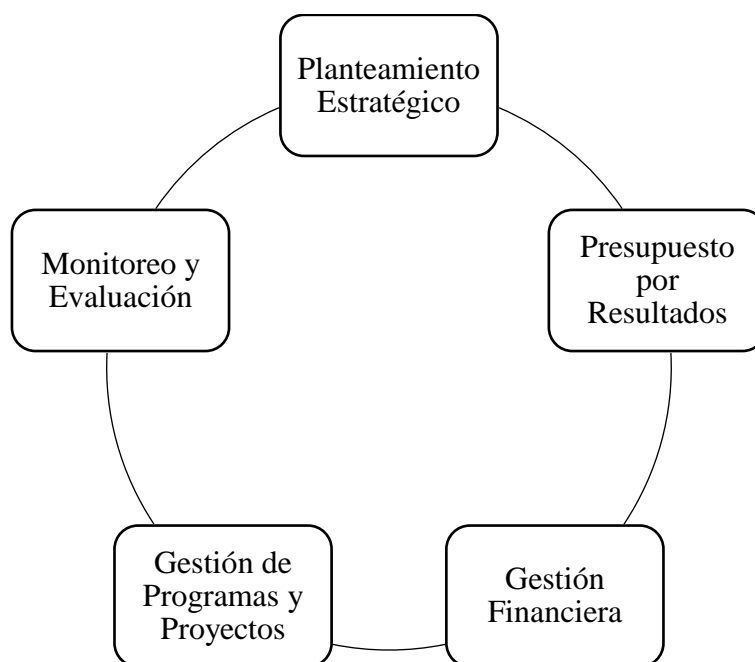 Planteamiento
Estratégico
Presupuesto
por
Resultados
Gestión
Financiera
Gestión de
Programas y
Proyectos
Monitoreo y
Evaluación